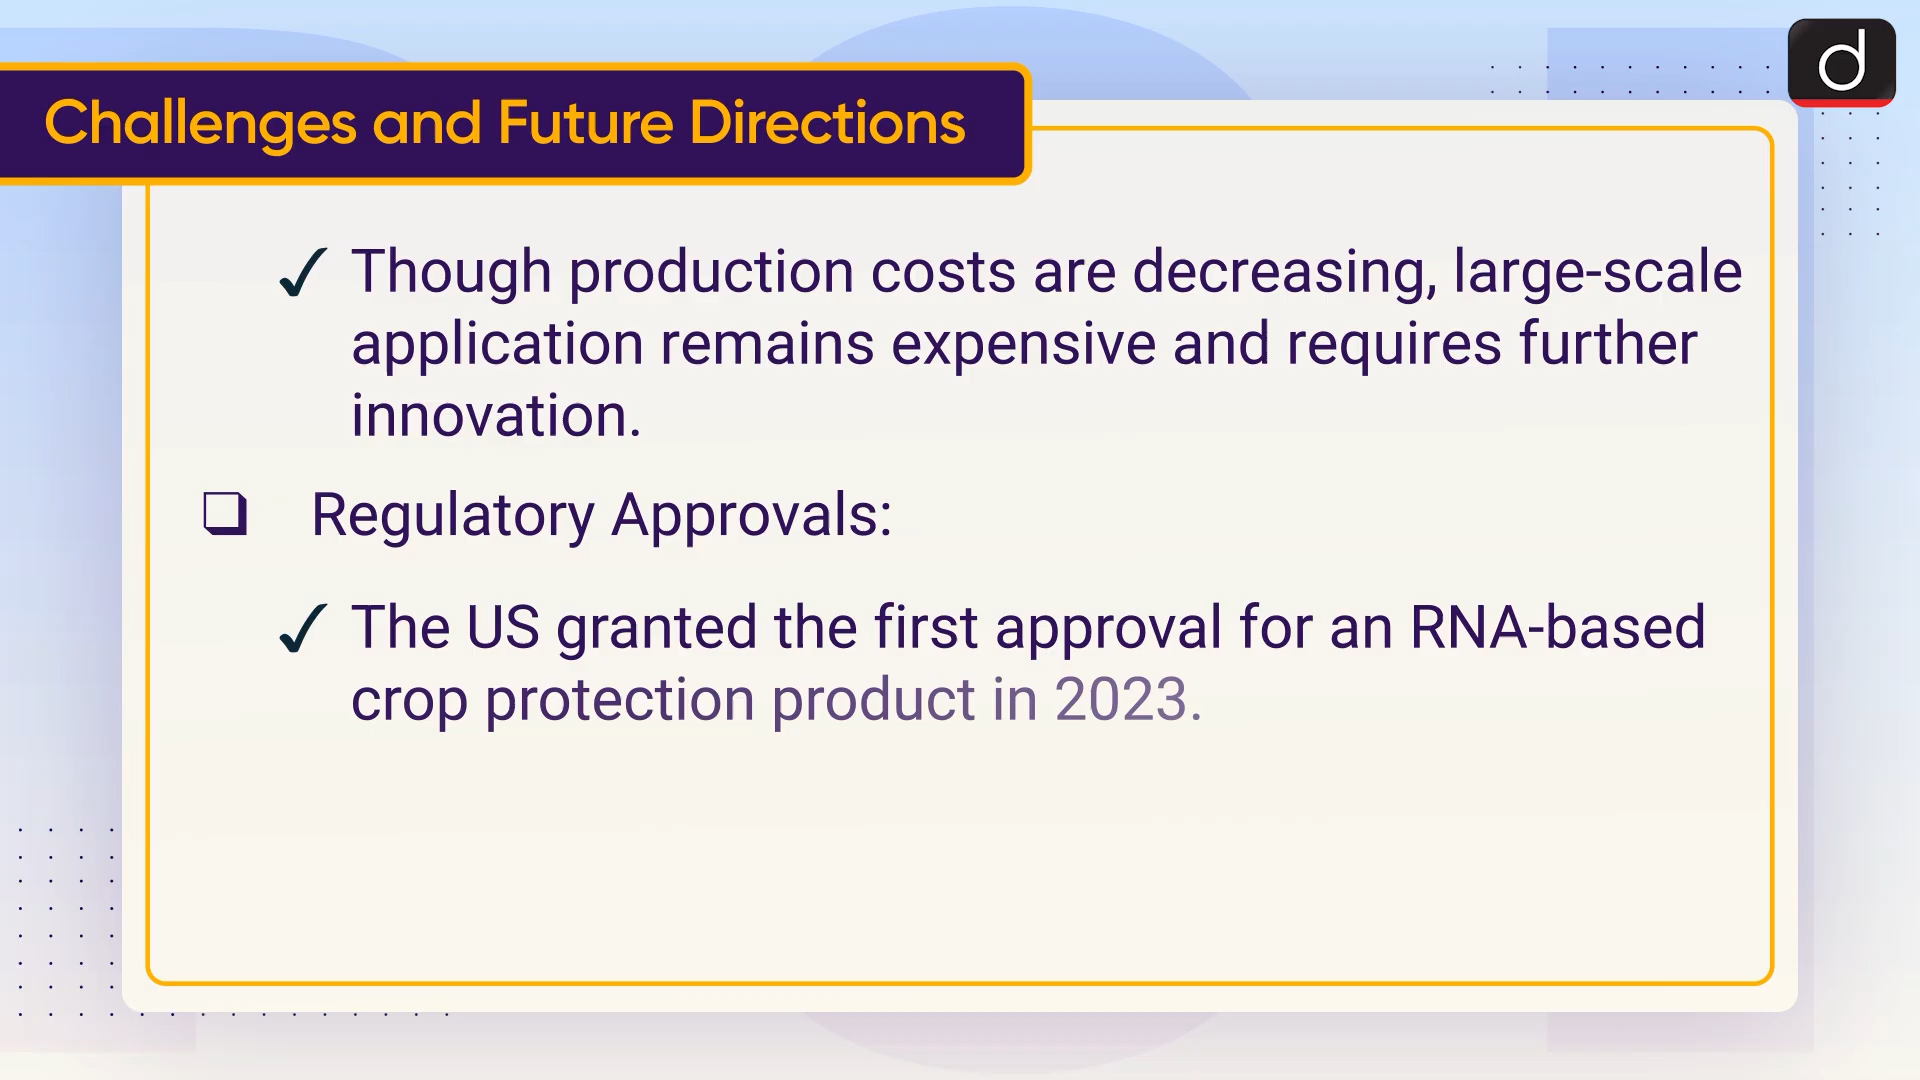 Challenges and Future Directions
d
✓ Though production costs are decreasing, large-scale
application remains expensive and requires further
innovation.
❑ Regulatory Approvals:
✓ The US granted the first approval for an RNA-based
crop protection product in 2023.